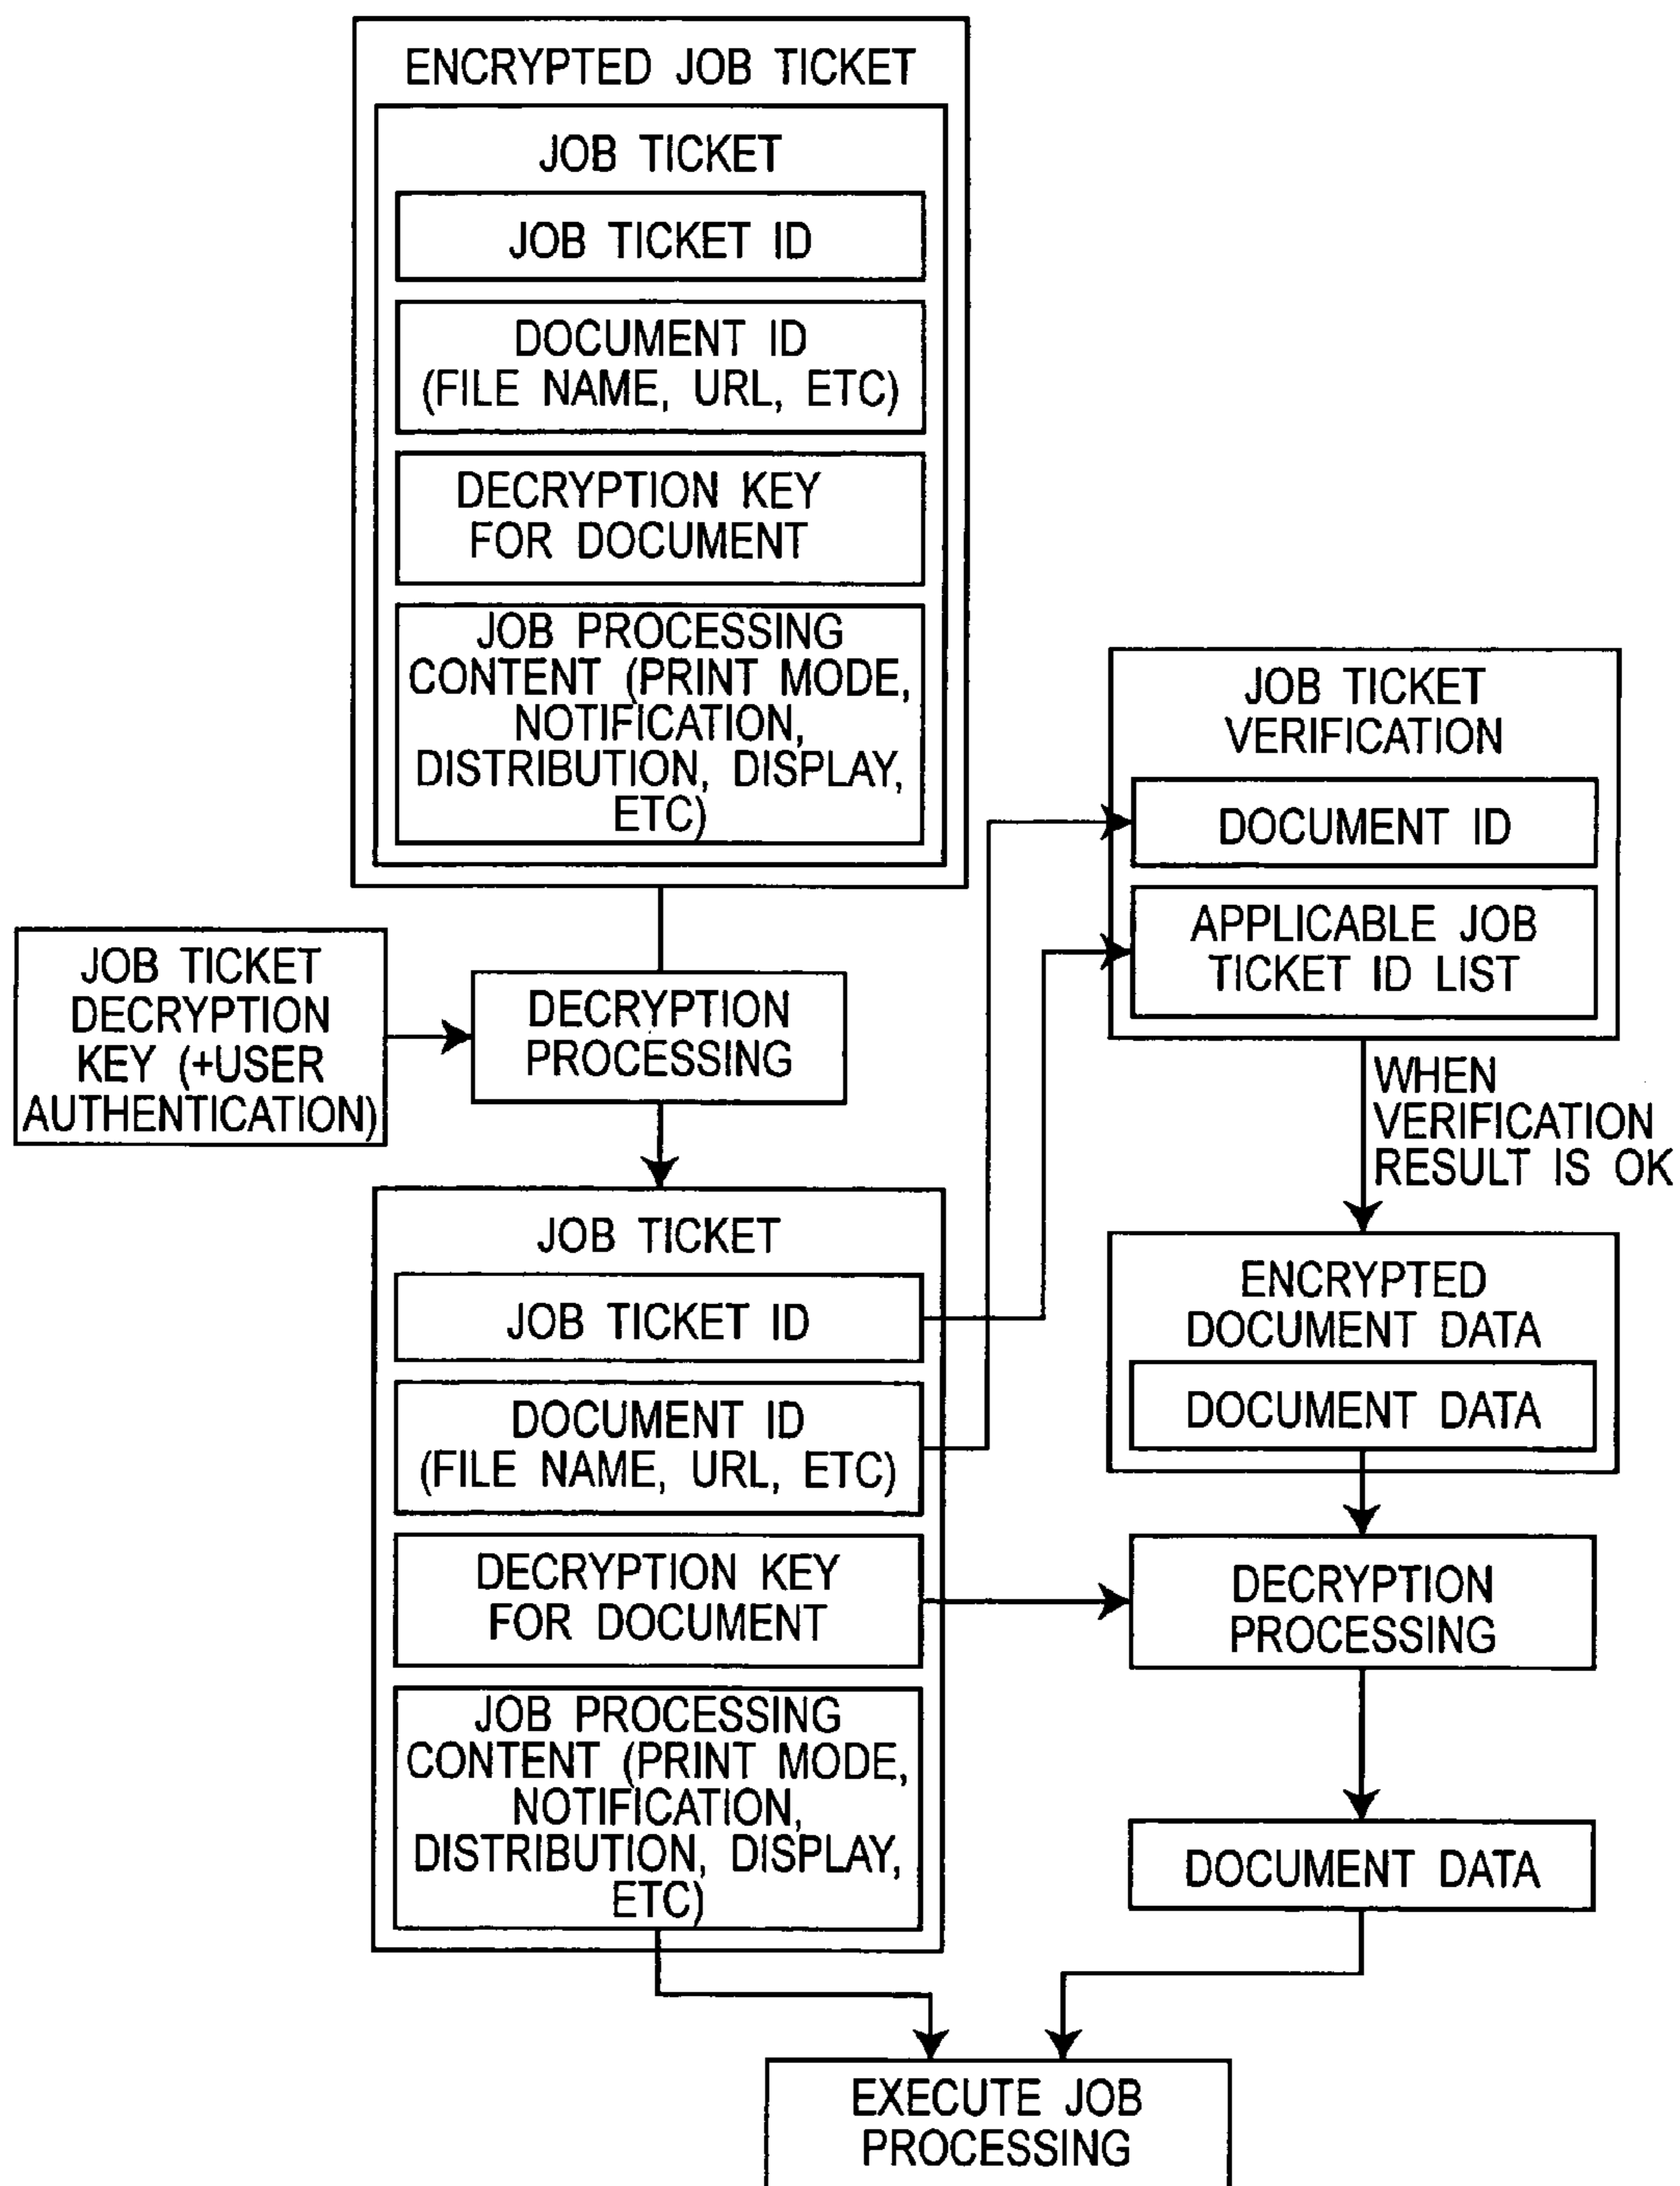 ENCRYPTED JOB TICKET
JOB TICKET
JOB TICKET ID
DOCUMENT ID
(FILE NAME, URL, ETC)
DECRYPTION KEY
FOR DOCUMENT
JOB PROCESSING
CONTENT (PRINT MODE,
NOTIFICATION,
DISTRIBUTION, DISPLAY,
ETC)
JOB TICKET
DECRYPTION
KEY (+USER
AUTHENTICATION)
DECRYPTION
PROCESSING
JOB TICKET
JOB TICKET ID
DOCUMENT ID
(FILE NAME, URL, ETC)
DECRYPTION KEY
FOR DOCUMENT
JOB PROCESSING
CONTENT (PRINT MODE,
NOTIFICATION,
DISTRIBUTION, DISPLAY,
ETC)
JOB TICKET
VERIFICATION
DOCUMENT ID
APPLICABLE JOB
TICKET ID LIST
WHEN
VERIFICATION
RESULT IS OK
ENCRYPTED
DOCUMENT DATA
DOCUMENT DATA
DECRYPTION
PROCESSING
DOCUMENT DATA
EXECUTE JOB
PROCESSING